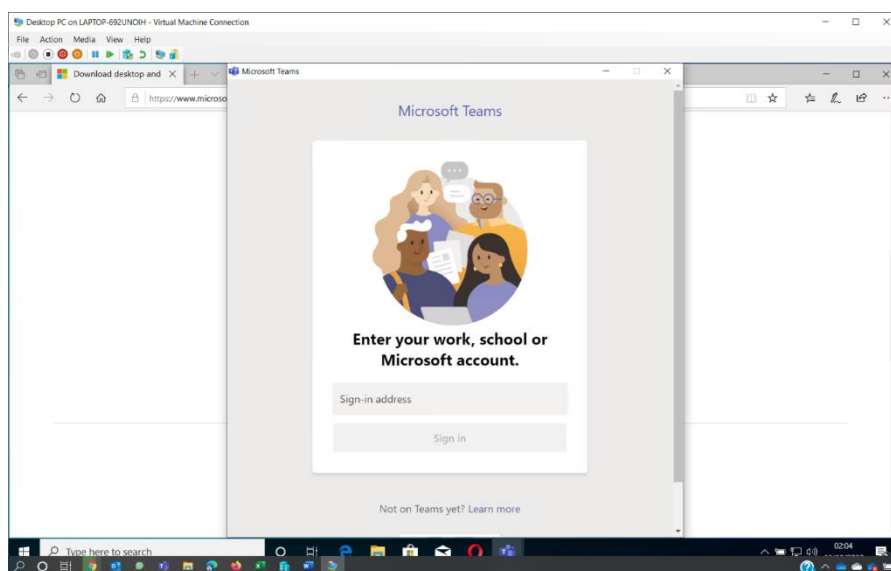 Desktop PC on LAPTOP-692UNOIH - Virtual Machine Connection
File Action Media View Help
Download desktop and
Microsoft Teams
https://www.microso
Microsoft Teams
Enter your work, school or
Microsoft account.
Sign-in address
Sign in
Not on Teams yet? Learn more
Type here to search
02:04